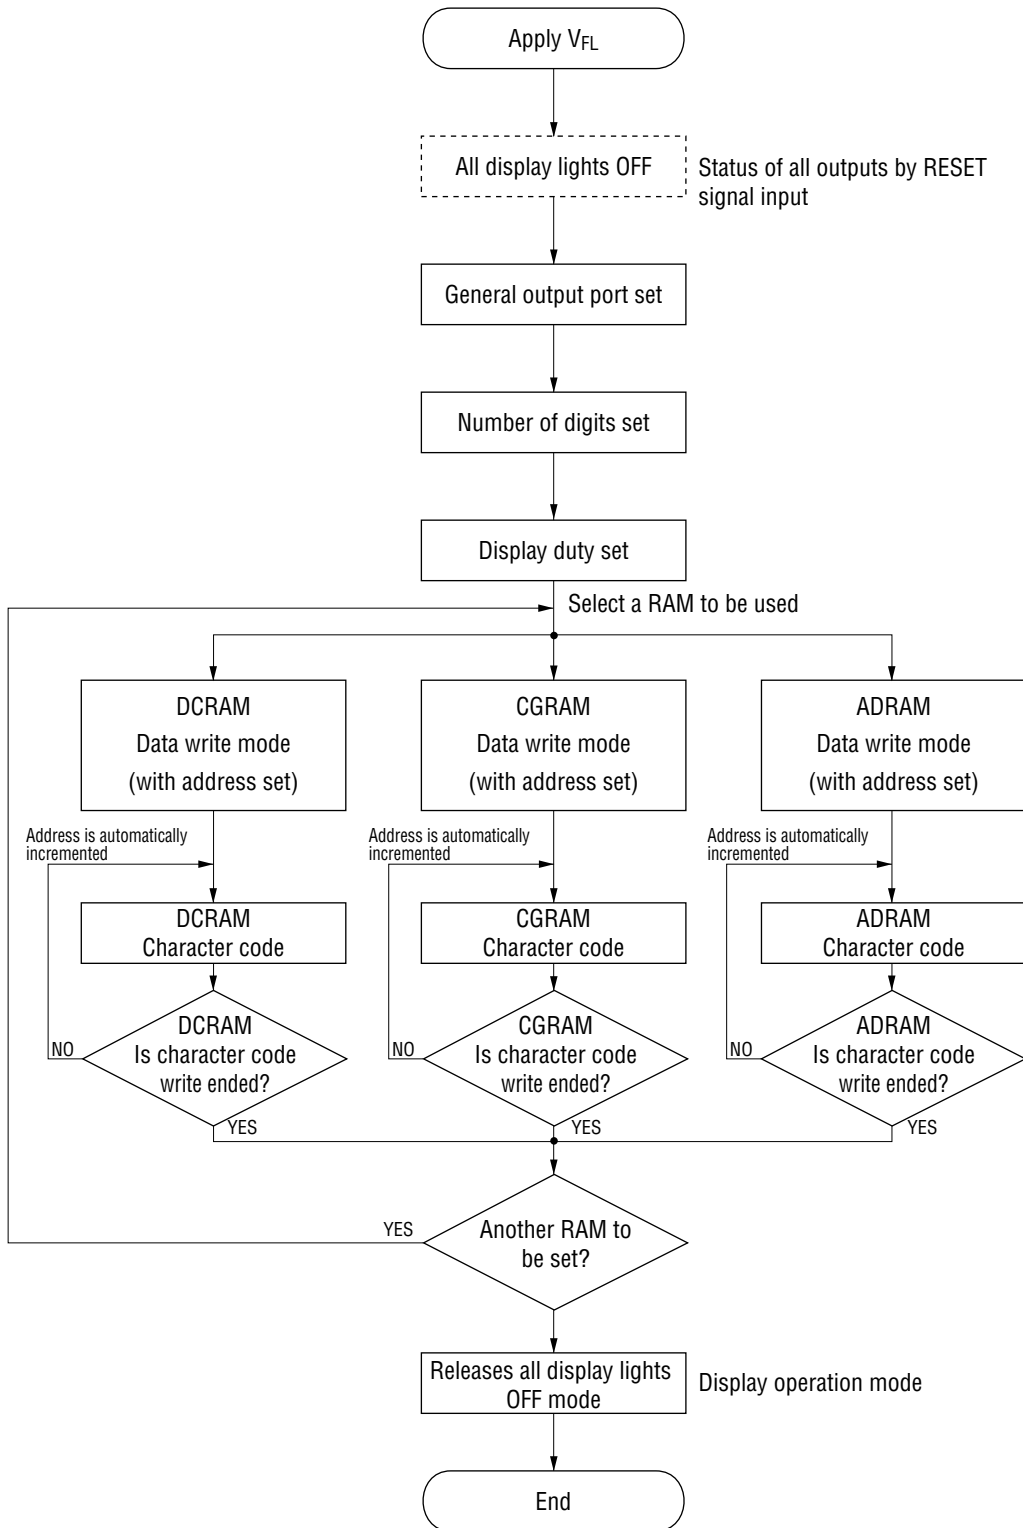 Apply VFL
All display lights OFF
Status of all outputs by RESET
signal input
General output port set
Number of digits set
Display duty set
Select a RAM to be used
DCRAM
Data write mode
(with address set)
CGRAM
Data write mode
(with address set)
ADRAM
Data write mode
(with address set)
Address is automatically
incremented
Address is automatically
incremented
Address is automatically
incremented
DCRAM
Character code
CGRAM
Character code
ADRAM
Character code
DCRAM
Is character code
write ended?
NO
YES
CGRAM
Is character code
write ended?
NO
YES
ADRAM
Is character code
write ended?
NO
YES
Another RAM to
be set?
YES
Releases all display lights
OFF mode
Display operation mode
End